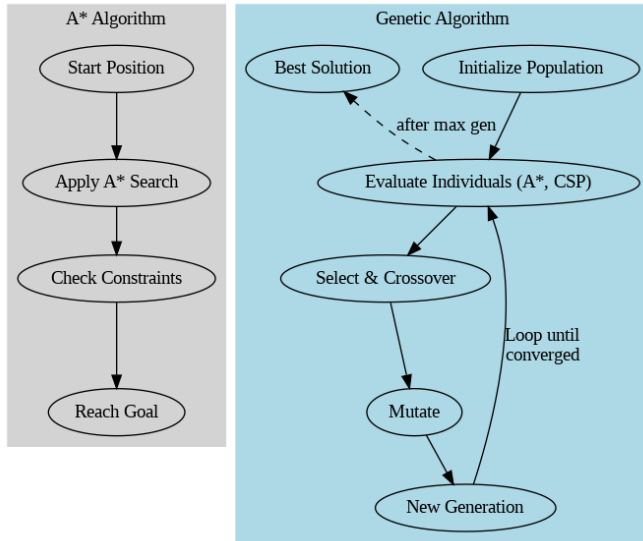 A* Algorithm
Start Position
Apply A* Search
Check Constraints
Reach Goal
Genetic Algorithm
Best Solution
Initialize Population
after max gen
Evaluate Individuals (A*, CSP)
Select & Crossover
Loop until
converged
Mutate
New Generation